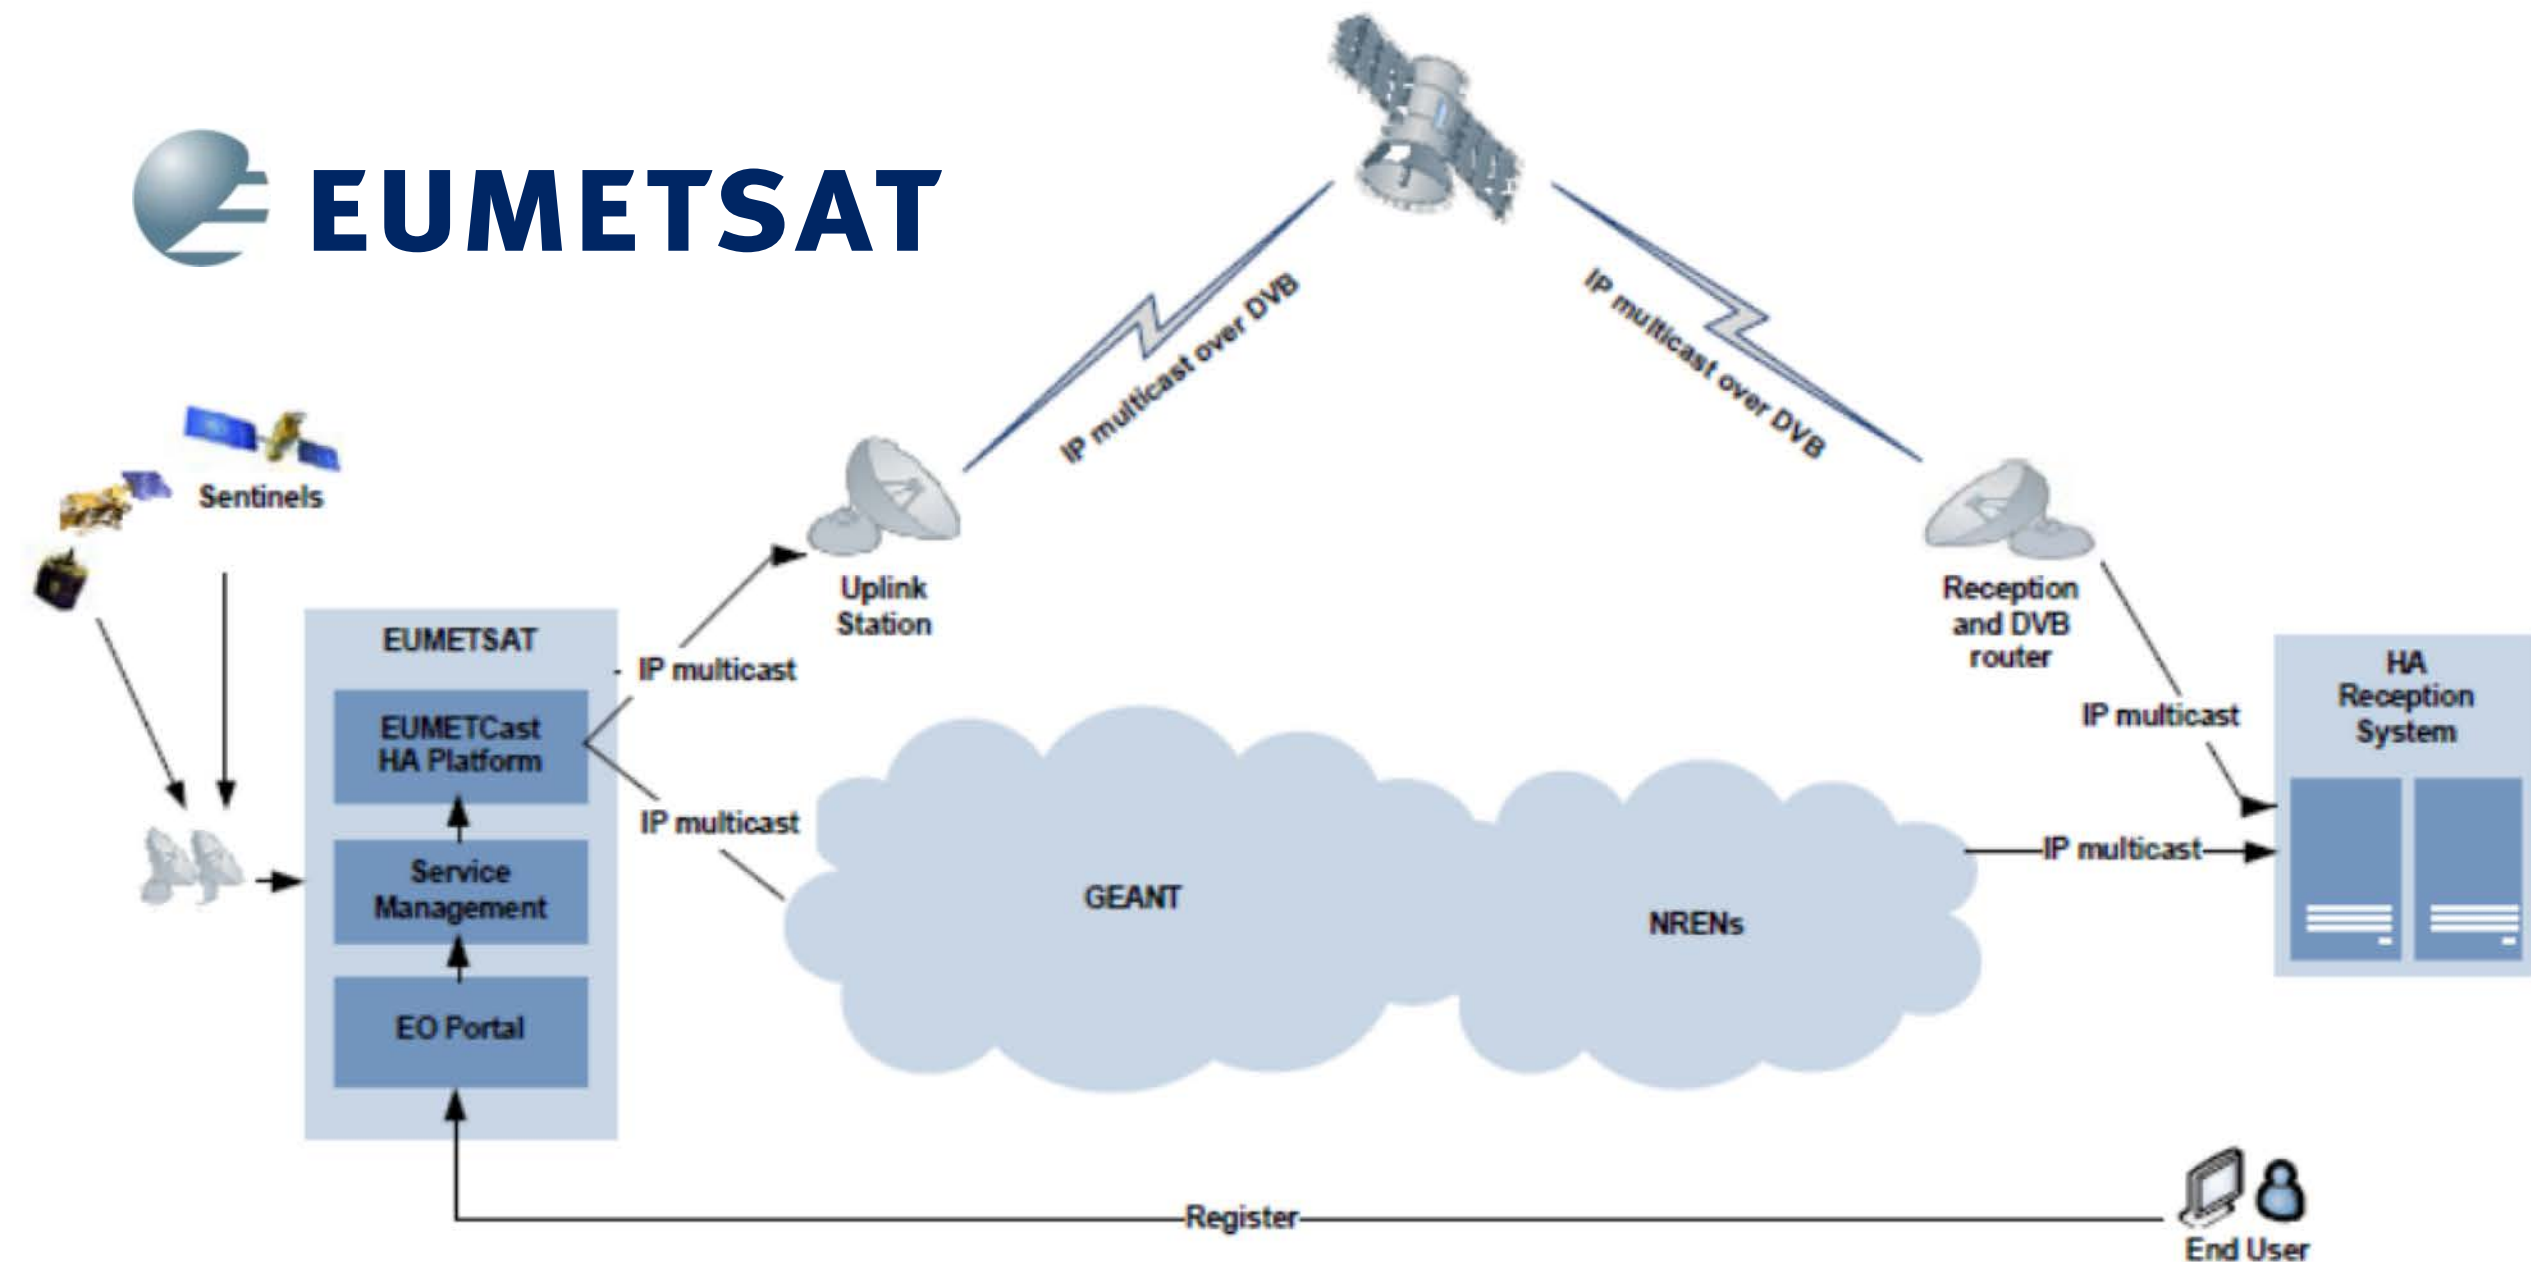 EUMETSAT
IP multicast over DVB
IP multicast over DVB
Sentinels
Uplink
Station
Reception
and DVB
router
EUMETSAT
IP multicast
EUMETCast
HA Platform
IP multicast
HA
Reception
System
IP multicast
IP multicast
Service
Management
GEANT
NRENs
EO Portal
Register
End User